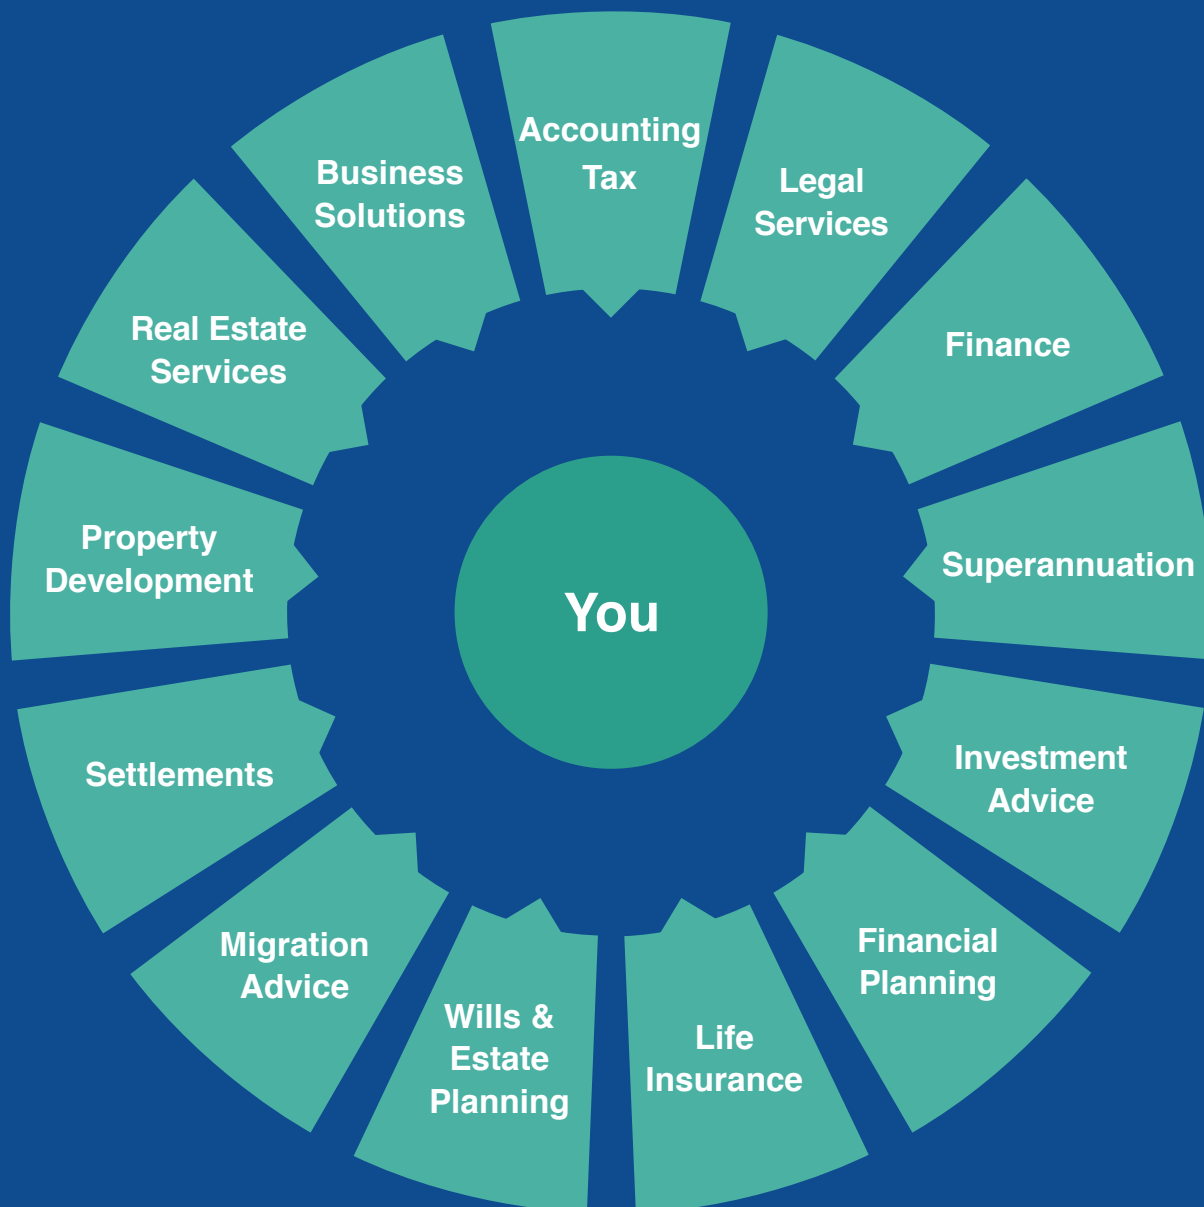 Accounting
Tax
Legal
Services
Finance
Superannuation
Investment
Advice
Financial
Planning
Life
Insurance
Wills &
Estate
Planning
Migration
Advice
Settlements
Property
Development
Real Estate
Services
Business
Solutions
You